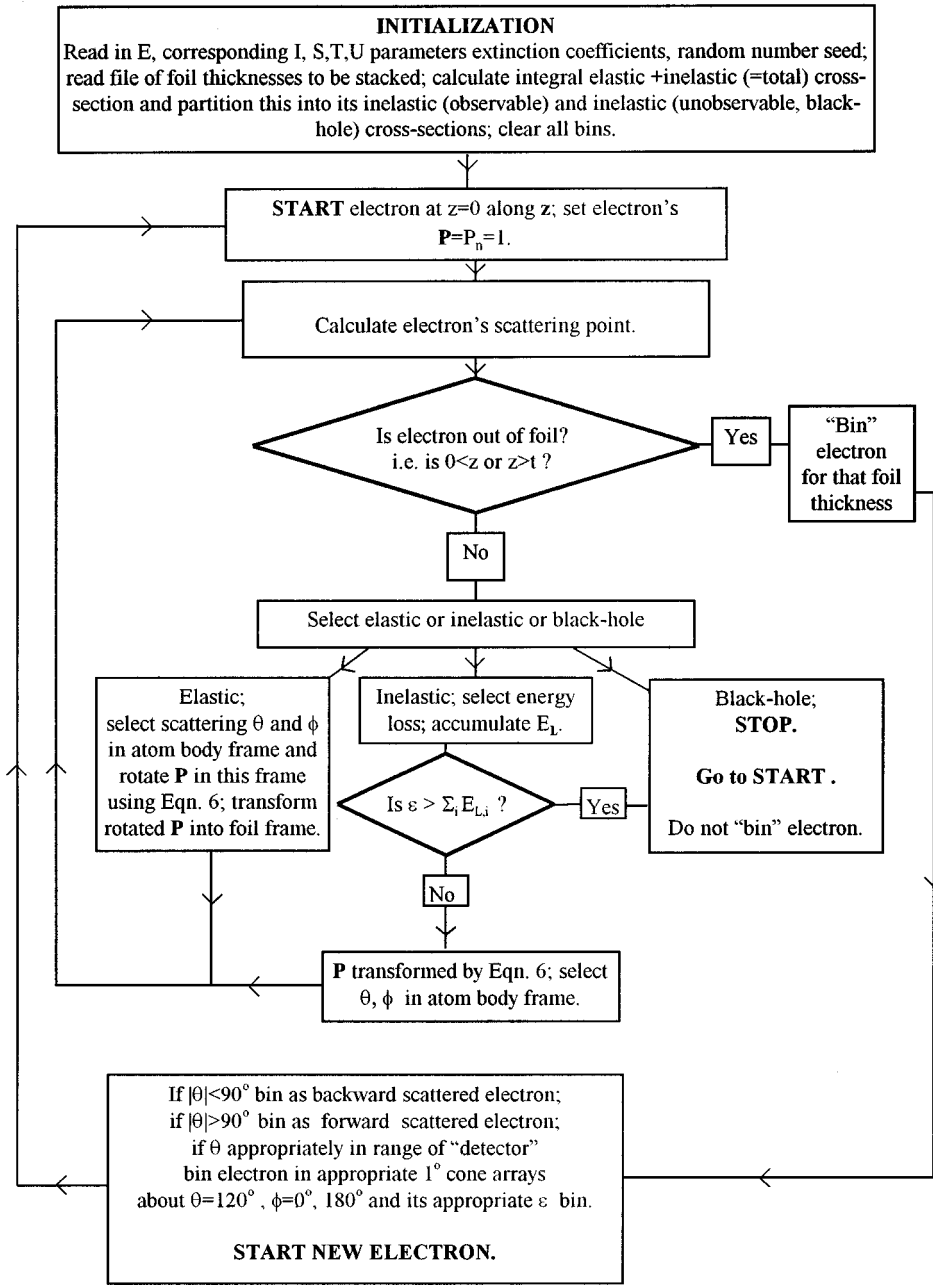 INITIALIZATION
Read in E, corresponding I, S,T,U parameters extinction coefficients, random number seed;
read file of foil thicknesses to be stacked; calculate integral elastic +inelastic (=total) cross-
section and partition this into its inelastic (observable) and inelastic (unobservable, black-
hole) cross-sections; clear all bins.
START electron at z=0 along z; set electron's
P=Pn=1.
Calculate electron's scattering point.
Is electron out of foil?
i.e. is 0<z or z>t ?
Yes
"Bin"
electron
for that foil
thickness
No
Select elastic or inelastic or black-hole
Elastic;
select scattering θ and ϕ
in atom body frame and
rotate P in this frame
using Eqn. 6; transform
rotated P into foil frame.
Inelastic; select energy
loss; accumulate EL.
Is ε > Σi EL,i ?
Yes
Black-hole;
STOP.
Go to START .
Do not "bin" electron.
No
P transformed by Eqn. 6; select
θ, ϕ in atom body frame.
If |θ|<90° bin as backward scattered electron;
if |θ|>90° bin as forward scattered electron;
if θ appropriately in range of "detector"
bin electron in appropriate 1° cone arrays
about θ=120° , ϕ=0°, 180° and its appropriate ε bin.
START NEW ELECTRON.